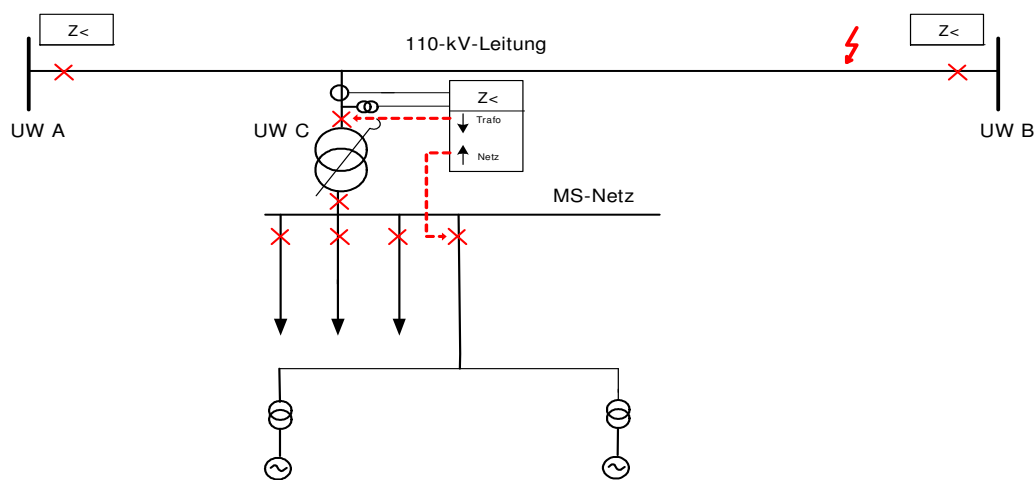 Z<
Z<
110-kV-Leitung
UW A
UW C
UW B
Z<
Trafo
Netz
MS-Netz